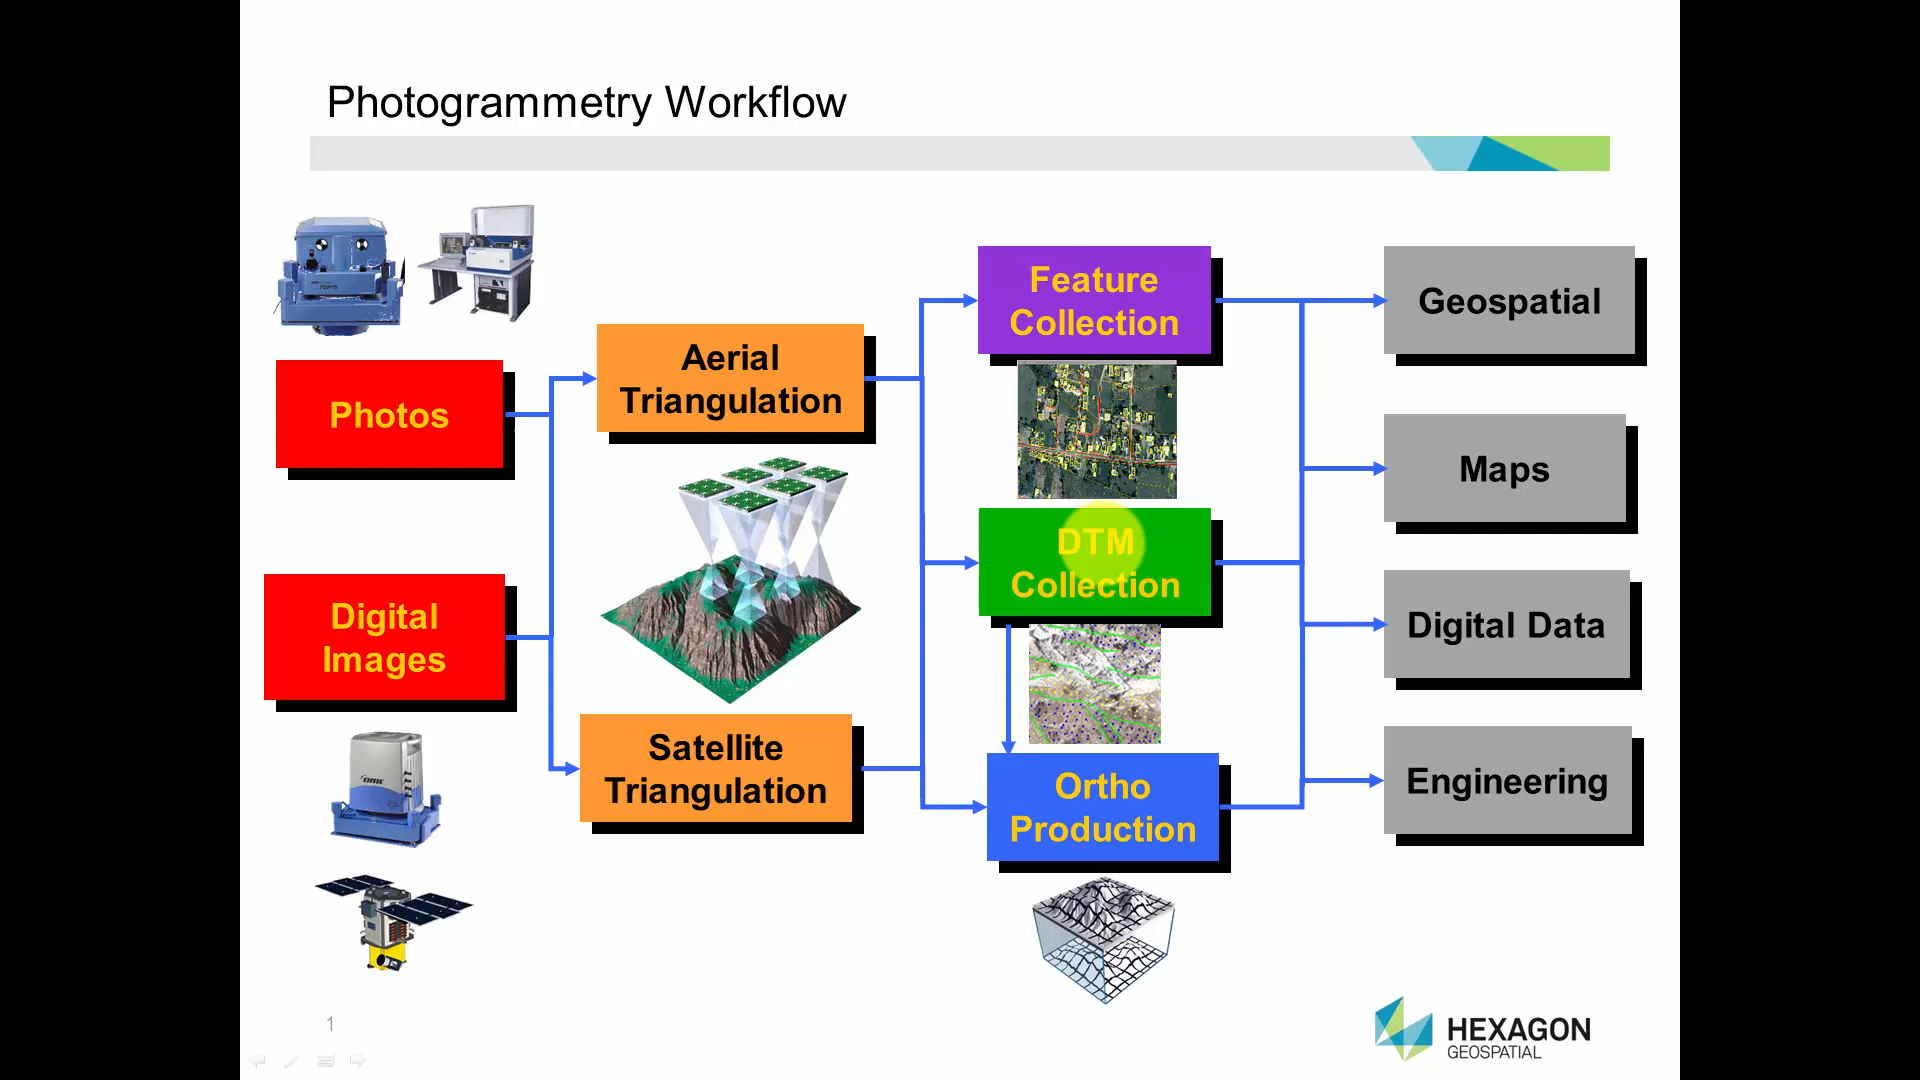 Photogrammetry Workflow
Photos
Digital
Images
Aerial
Triangulation
Satellite
Triangulation
Feature
Collection
DTM
Collection
Ortho
Production
Geospatial
Maps
Digital Data
Engineering
1
HEXAGON
GEOSPATIAL